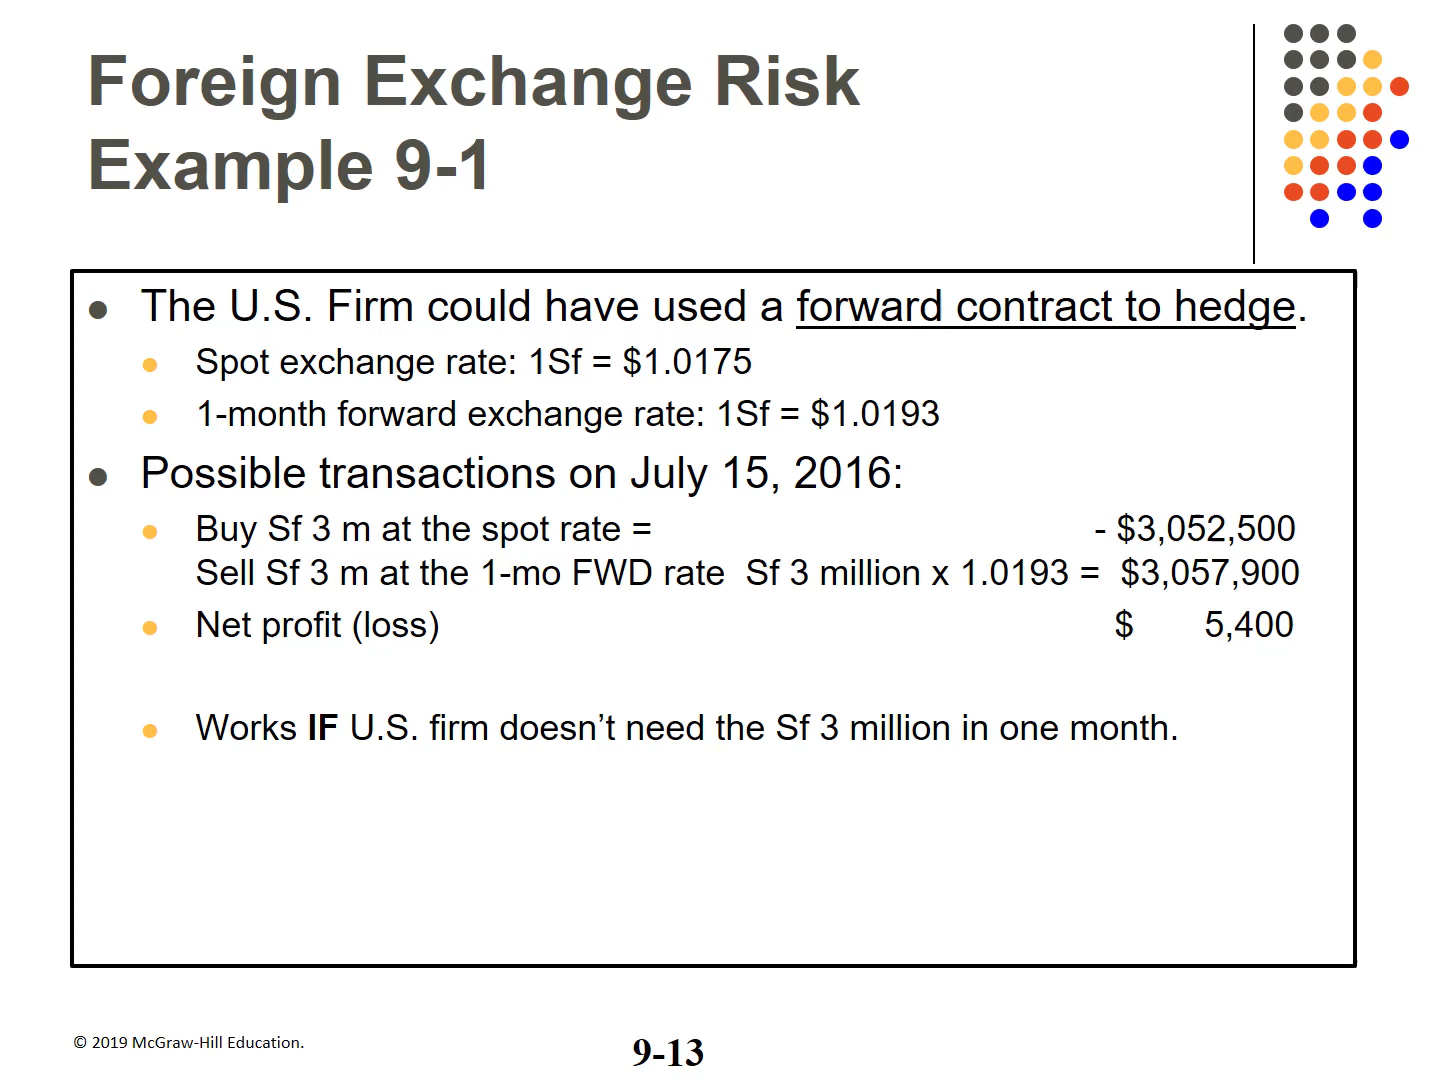 Foreign Exchange Risk
Example 9-1
The U.S. Firm could have used a forward contract to hedge.
Spot exchange rate: 1Sf = $1.0175
1-month forward exchange rate: 1Sf = $1.0193
Possible transactions on July 15, 2016:
Buy Sf 3 m at the spot rate = - $3,052,500
Sell Sf 3 m at the 1-mo FWD rate Sf 3 million x 1.0193 = $3,057,900
Net profit (loss) $ 5,400
Works IF U.S. firm doesn’t need the Sf 3 million in one month.
© 2019 McGraw-Hill Education.
9-13